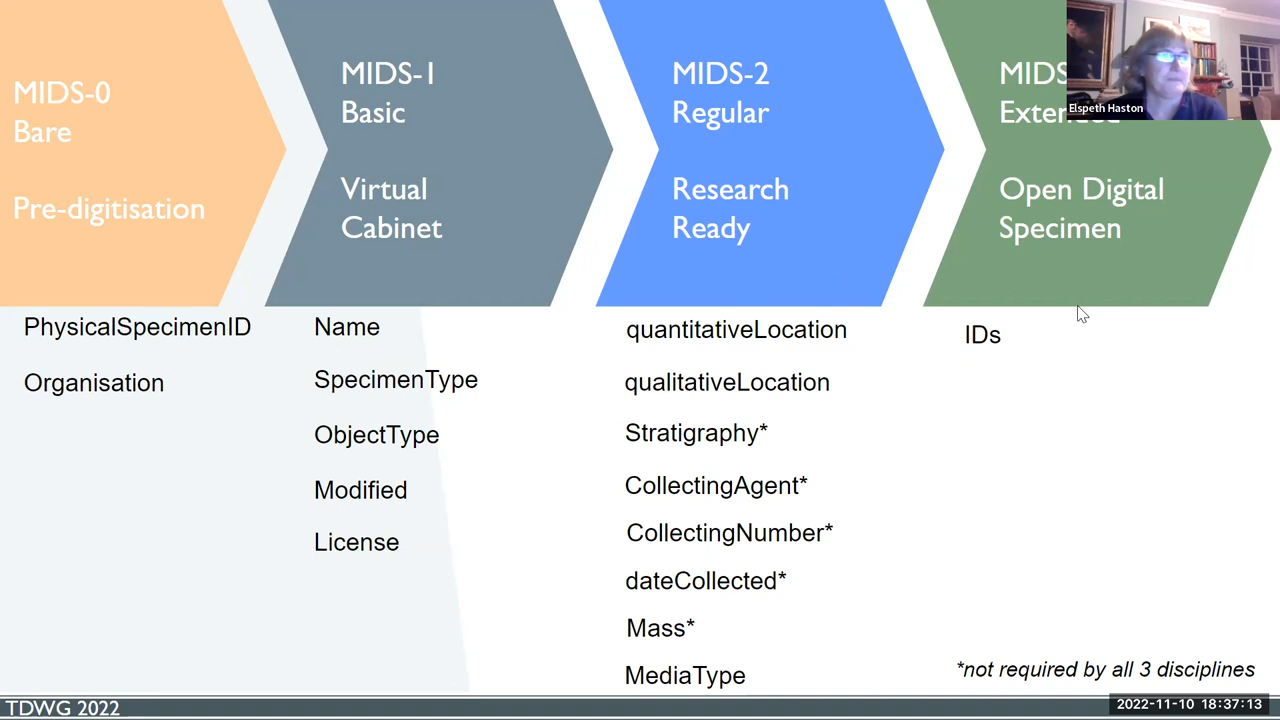 MIDS-0
Bare
Pre-digitisation
MIDS-1
Basic
Virtual
Cabinet
MIDS-2
Regular
Research
Ready
MIDS
Open Digital
Specimen
Elspeth Haston
PhysicalSpecimenID
Organisation
Name
SpecimenType
ObjectType
Modified
License
quantitativeLocation
qualitativeLocation
Stratigraphy*
CollectingAgent*
CollectingNumber*
dateCollected*
Mass*
MediaType
IDs
*not required by all 3 disciplines
TDWG 2022
2022-11-10 18:37:13